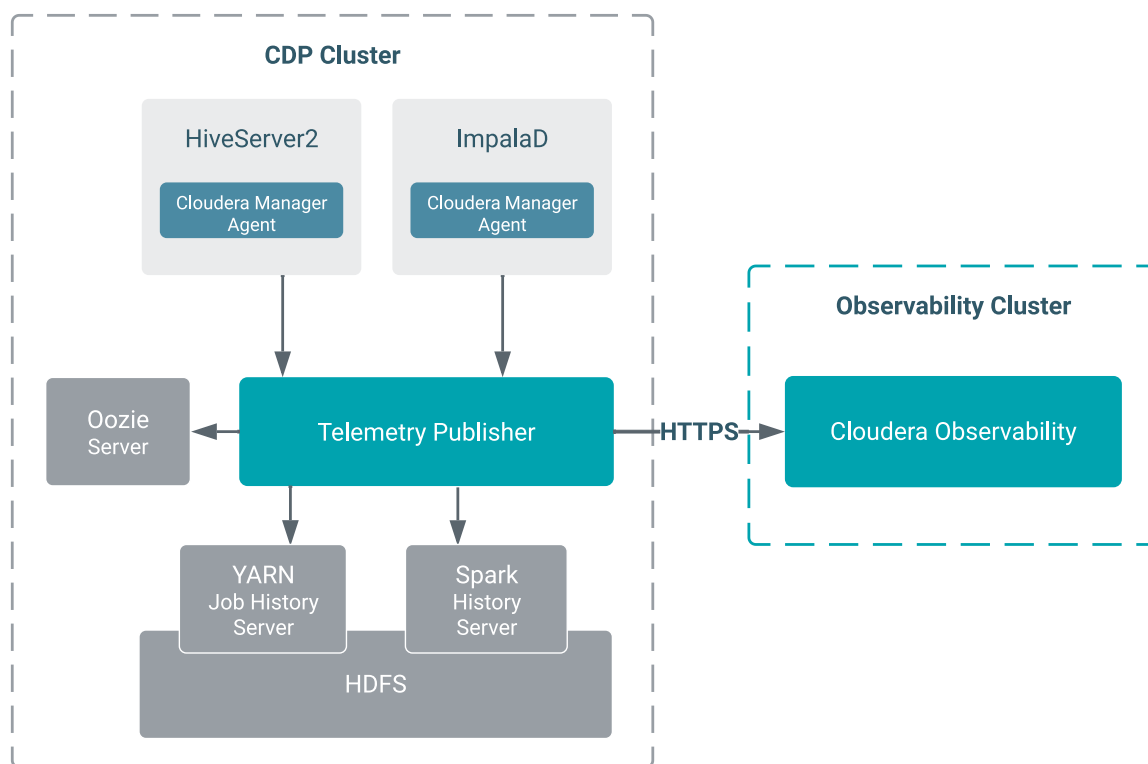 CDP Cluster
HiveServer2
Cloudera Manager
Agent
ImpalaD
Cloudera Manager
Agent
Observability Cluster
Oozie
Server
Telemetry Publisher
HTTPS
Cloudera Observability
YARN
Job History
Server
Spark
History
Server
HDFS